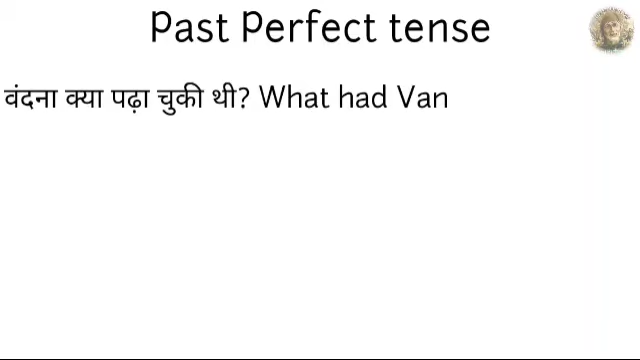 Past Perfect tense
वंदना क्या पढ़ा चुकी थी? What had Van